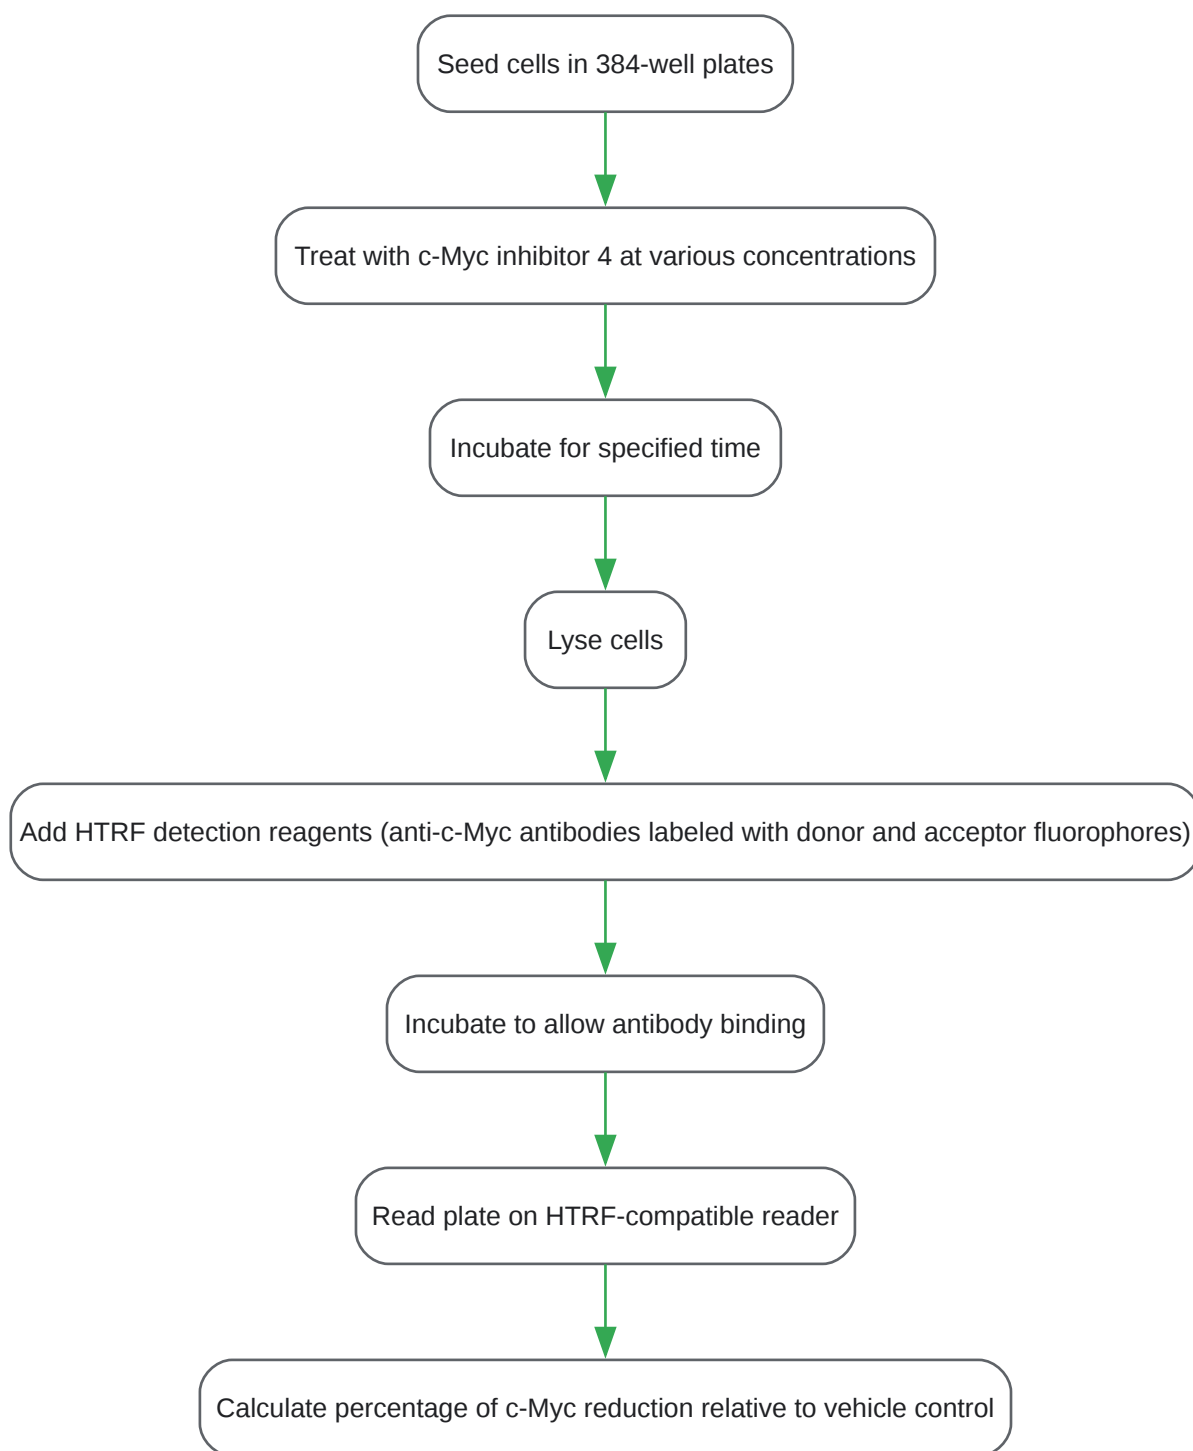 Seed cells in 384-well plates
Treat with c-Myc inhibitor 4 at various concentrations
Incubate for specified time
Lyse cells
Add HTRF detection reagents (anti-c-Myc antibodies labeled with donor and acceptor fluorophores)
Incubate to allow antibody binding
Read plate on HTRF-compatible reader
Calculate percentage of c-Myc reduction relative to vehicle control